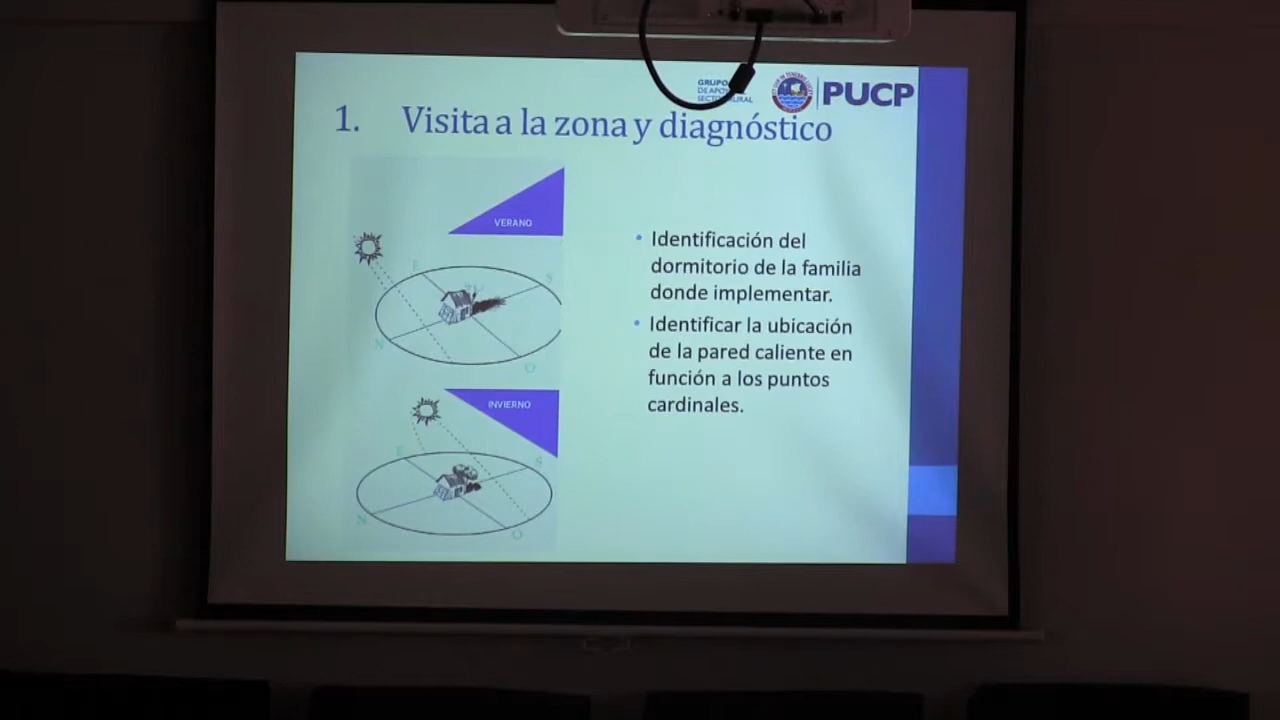 GRUPO
DE APOYO
SECTOR RURAL
PUCP
1. Visita a la zona y diagnóstico
VERANO
E
S
N
O
INVIERNO
E
S
N
O
• Identificación del
dormitorio de la familia
donde implementar.
• Identificar la ubicación
de la pared caliente en
función a los puntos
cardinales.